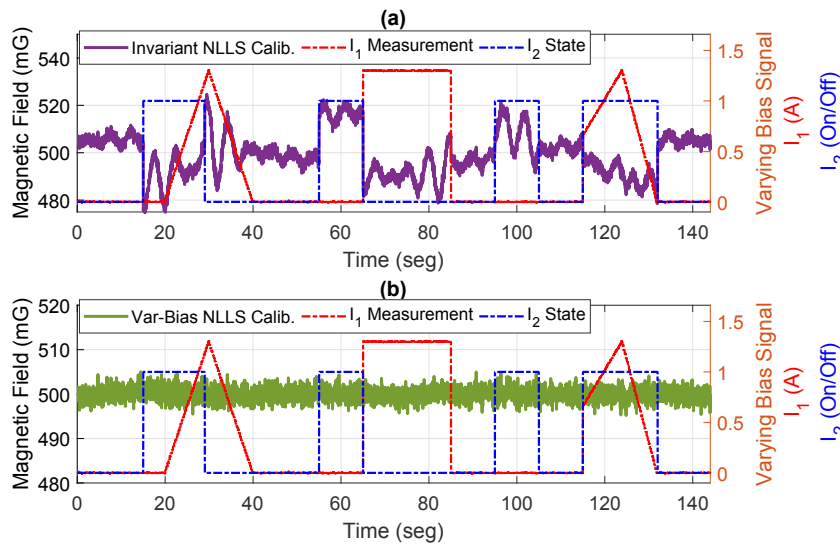 (a)
Invariant NLLS Calib. I1 Measurement I2 State
Magnetic Field (mG)
550
520
500
480
1.5
1
0.5
0
Varying Bias Signal
I1 (A)
I2 (On/Off)
0 20 40 60 80 100 120 140
Time (seg)
(b)
Var-Bias NLLS Calib. I1 Measurement I2 State
Magnetic Field (mG)
520
510
500
490
480
1.5
1
0.5
0
Varying Bias Signal
I1 (A)
I2 (On/Off)
0 20 40 60 80 100 120 140
Time (seg)